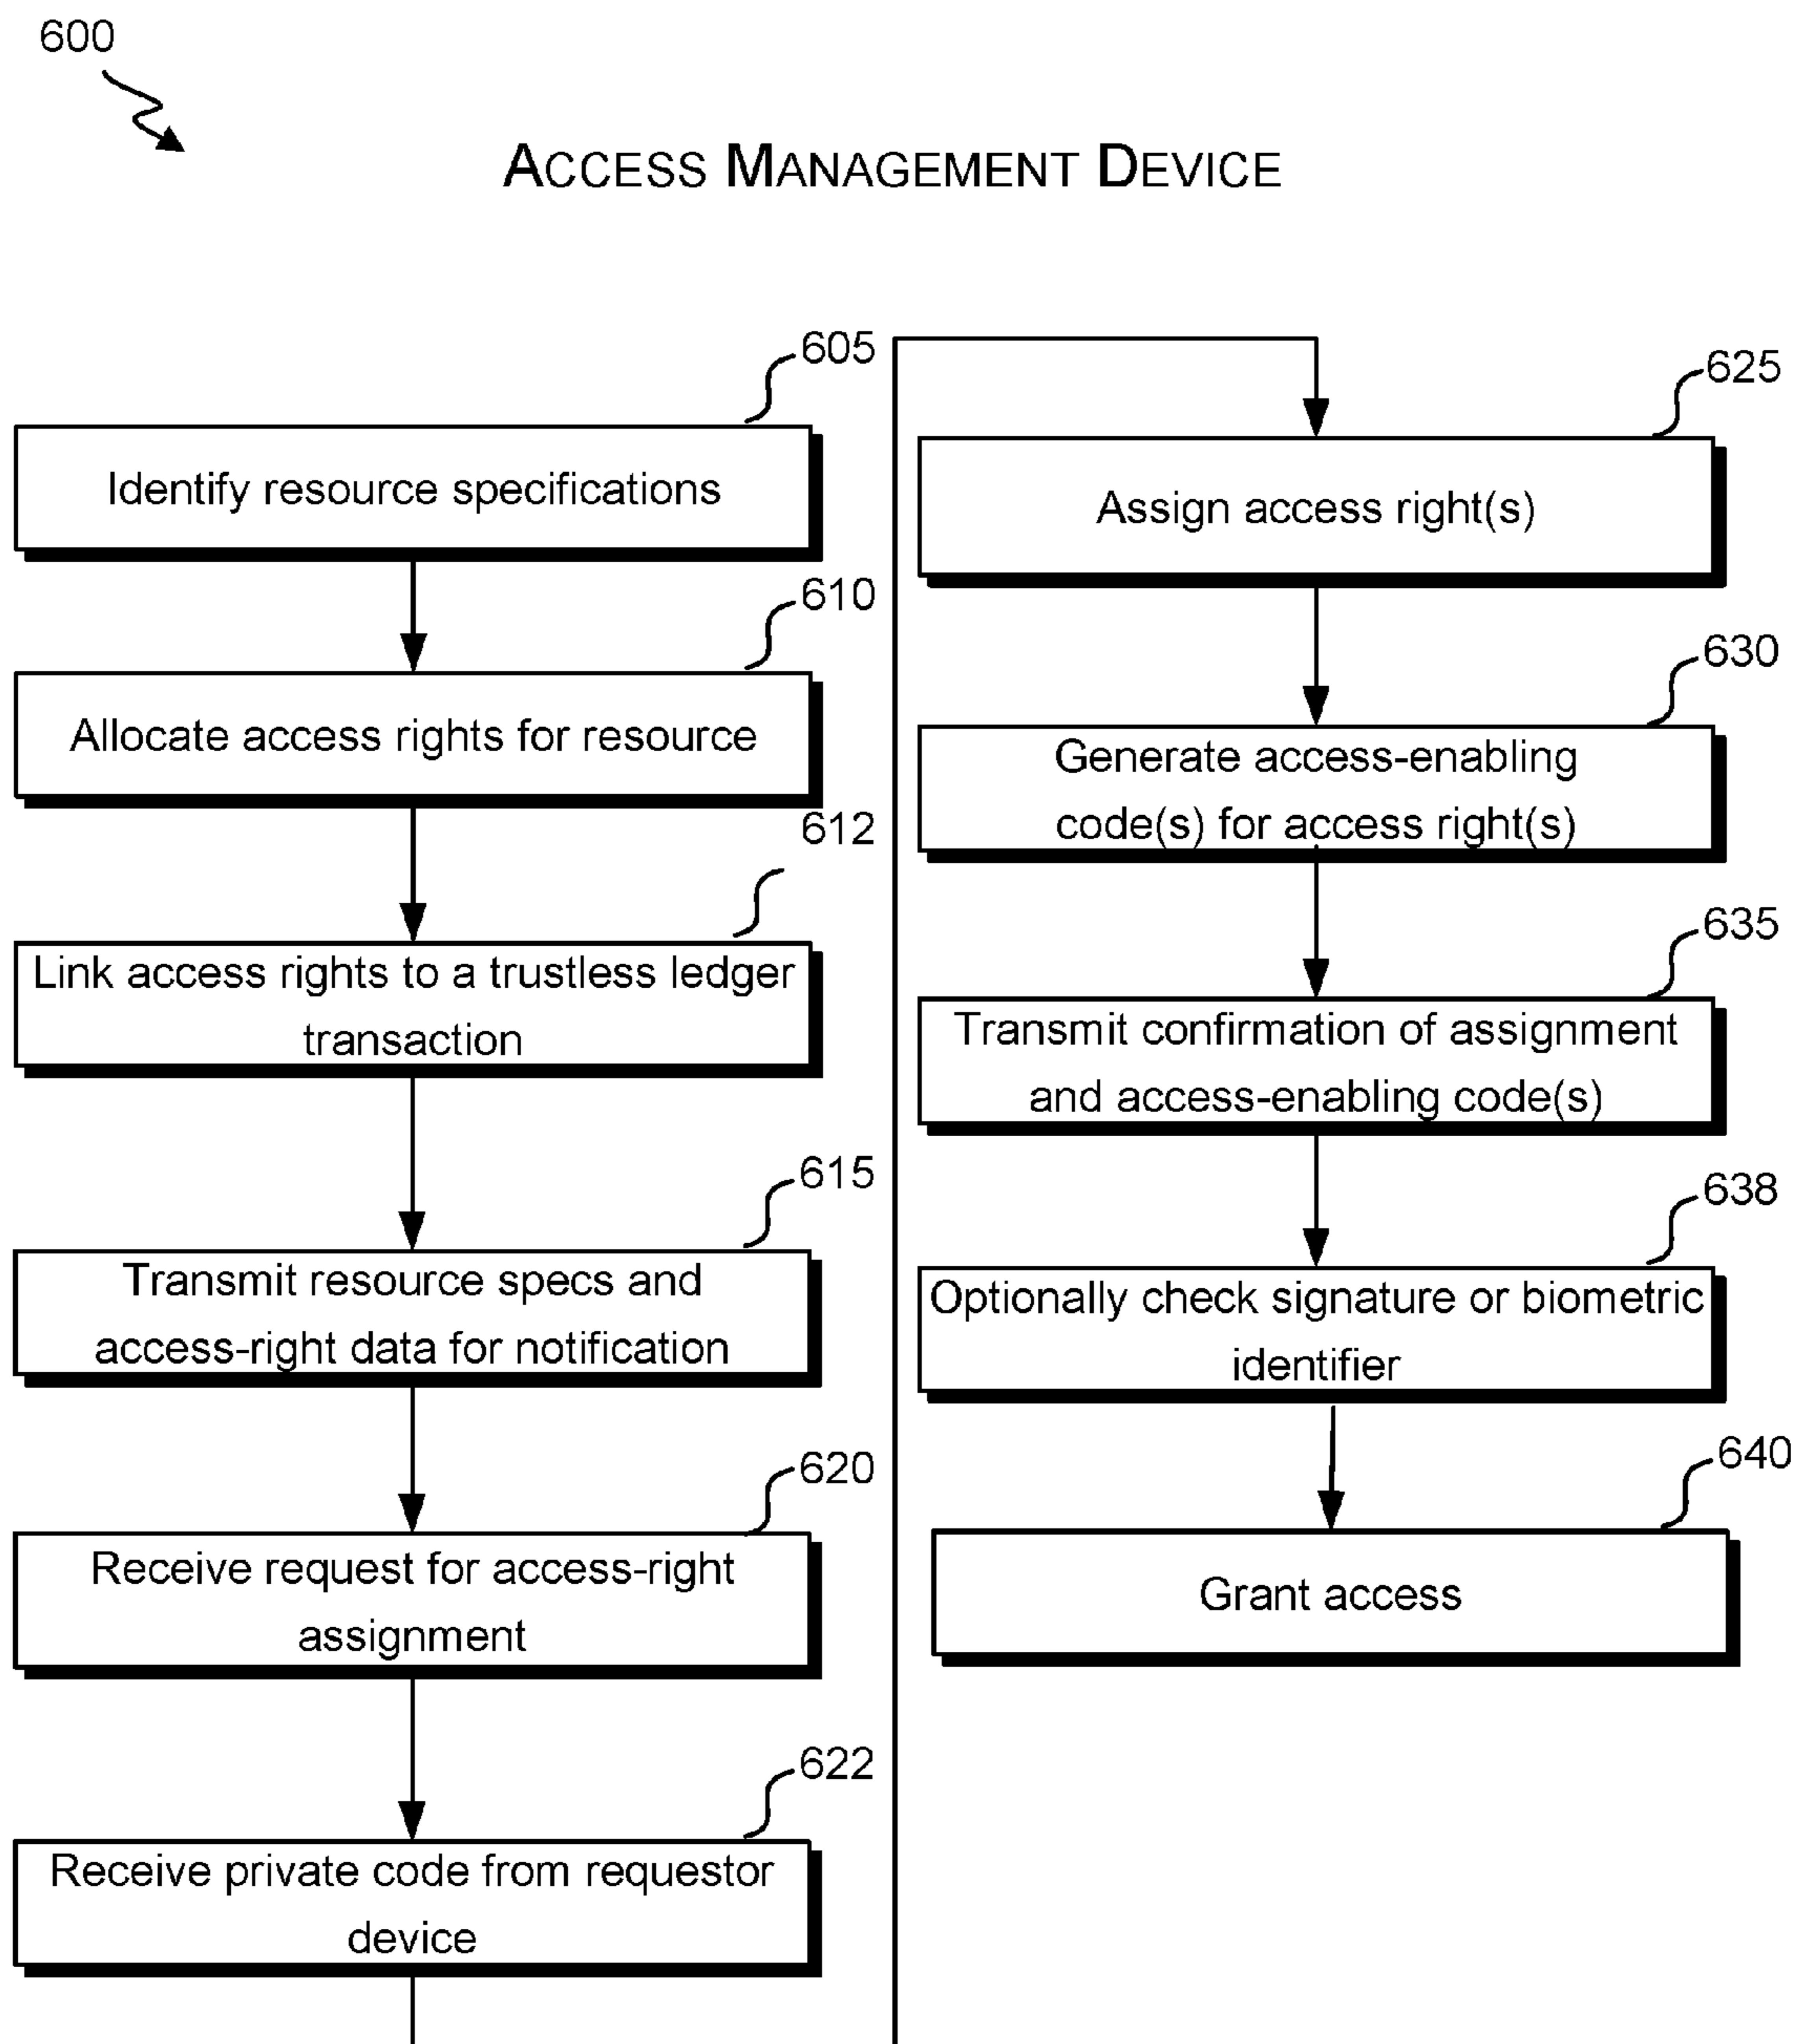 600
ACCESS MANAGEMENT DEVICE
605
Identify resource specifications
610
Allocate access rights for resource
612
Link access rights to a trustless ledger
transaction
615
Transmit resource specs and
access-right data for notification
620
Receive request for access-right
assignment
622
Receive private code from requestor
device
625
Assign access right(s)
630
Generate access-enabling
code(s) for access right(s)
635
Transmit confirmation of assignment
and access-enabling code(s)
638
Optionally check signature or biometric
identifier
640
Grant access